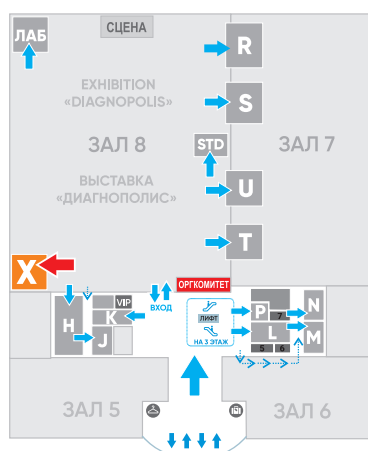 ЛАБ
СЦЕНА
R
EXHIBITION
«DIAGNOPOLIS»
S
ЗАЛ 8
STD
ЗАЛ 7
ВЫСТАВКА
«ДИАГНОПОЛИС»
U
T
X
ОРГКОМИТЕТ
VIP
ВХОД
H
K
J
ЛИФТ
НА 3 ЭТАЖ
P
7
N
L
M
5
6
ЗАЛ 5
ЗАЛ 6